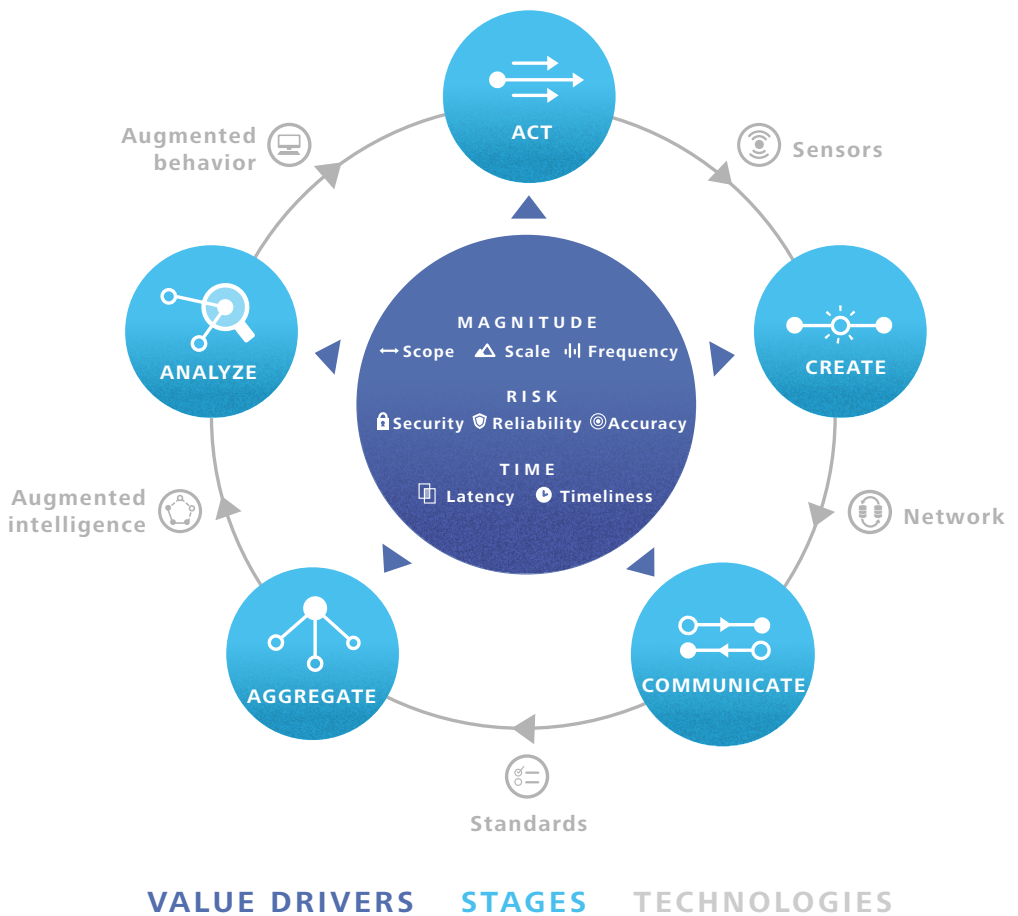 ACT
Augmented
behavior
Sensors
ANALYZE
CREATE
MAGNITUDE
Scope Scale Frequency
RISK
Security Reliability Accuracy
TIME
Latency Timeliness
Augmented
intelligence
Network
AGGREGATE
COMMUNICATE
Standards
VALUE DRIVERS STAGES TECHNOLOGIES